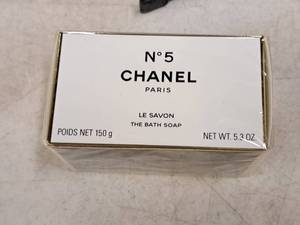 N°5
CHANEL
PARIS
LE SAVON
THE BATH SOAP
POIDS NET 150 g NET WT. 5.3 OZ.